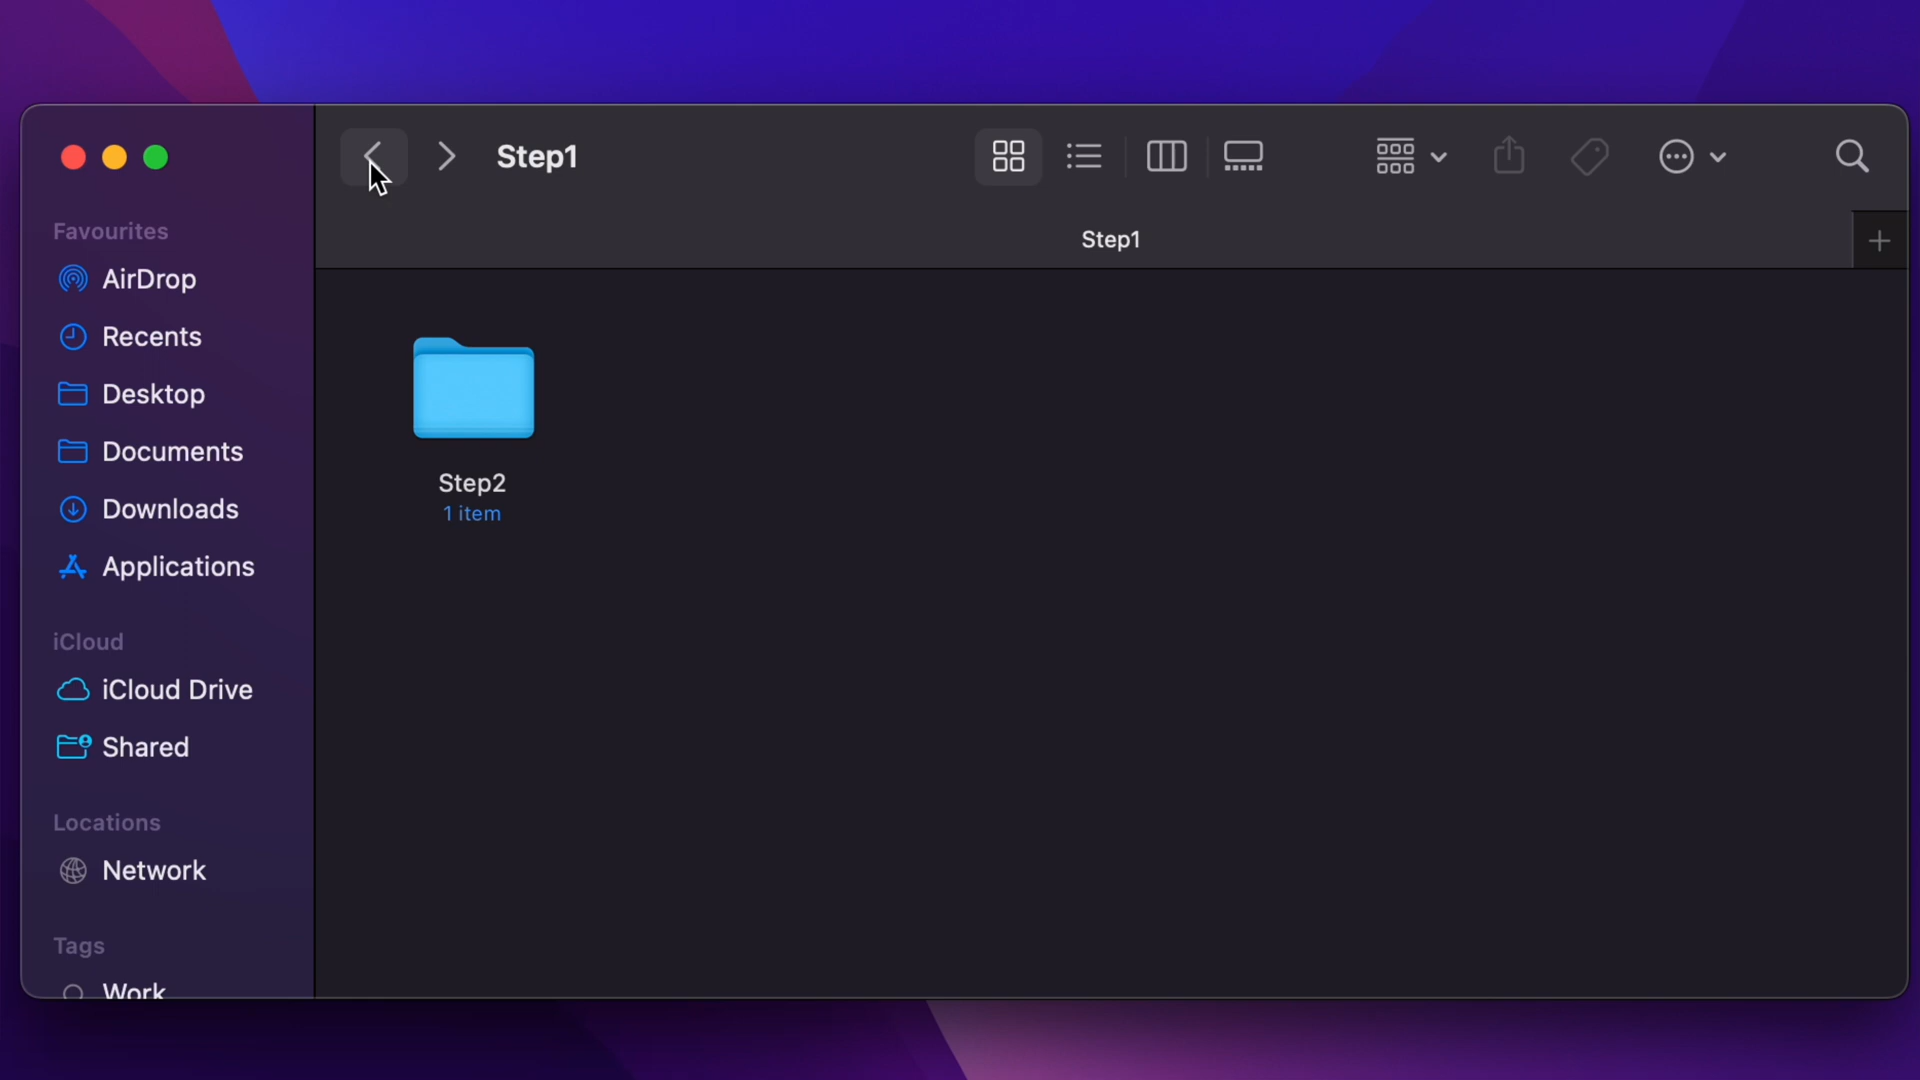 Step1
Step1
Favourites
AirDrop
Recents
Desktop
Documents
Downloads
Applications
iCloud
iCloud Drive
Shared
Locations
Network
Tags
Work
Step2
1 item